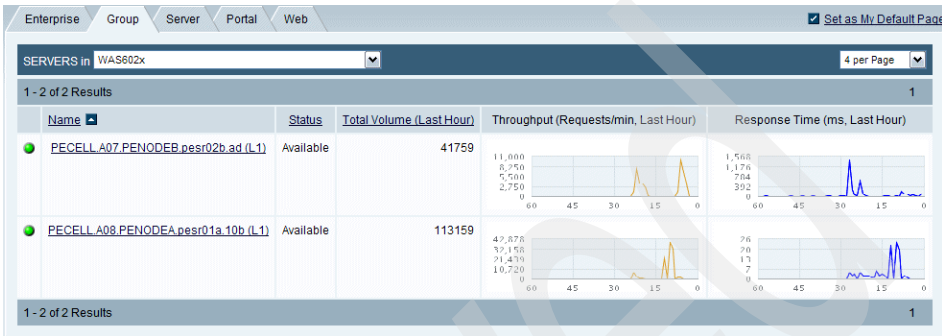 Enterprise Group Server Portal Web Set as My Default Page
SERVERS in WAS602x 4 per Page
1 - 2 of 2 Results 1
Name Status Total Volume (Last Hour) Throughput (Requests/min, Last Hour) Response Time (ms, Last Hour)
PECELL.A07.PENODEB.pesr02b.ad (L1) Available 41759
11,000
8,250
5,500
2,750
0
60 45 30 15 0
1,568
1,176
784
392
0
60 45 30 15 0
PECELL.A08.PENODEA.pesr01a.10b (L1) Available 113159
42,878
32,158
21,439
10,720
0
60 45 30 15 0
26
20
13
7
0
60 45 30 15 0
1 - 2 of 2 Results 1